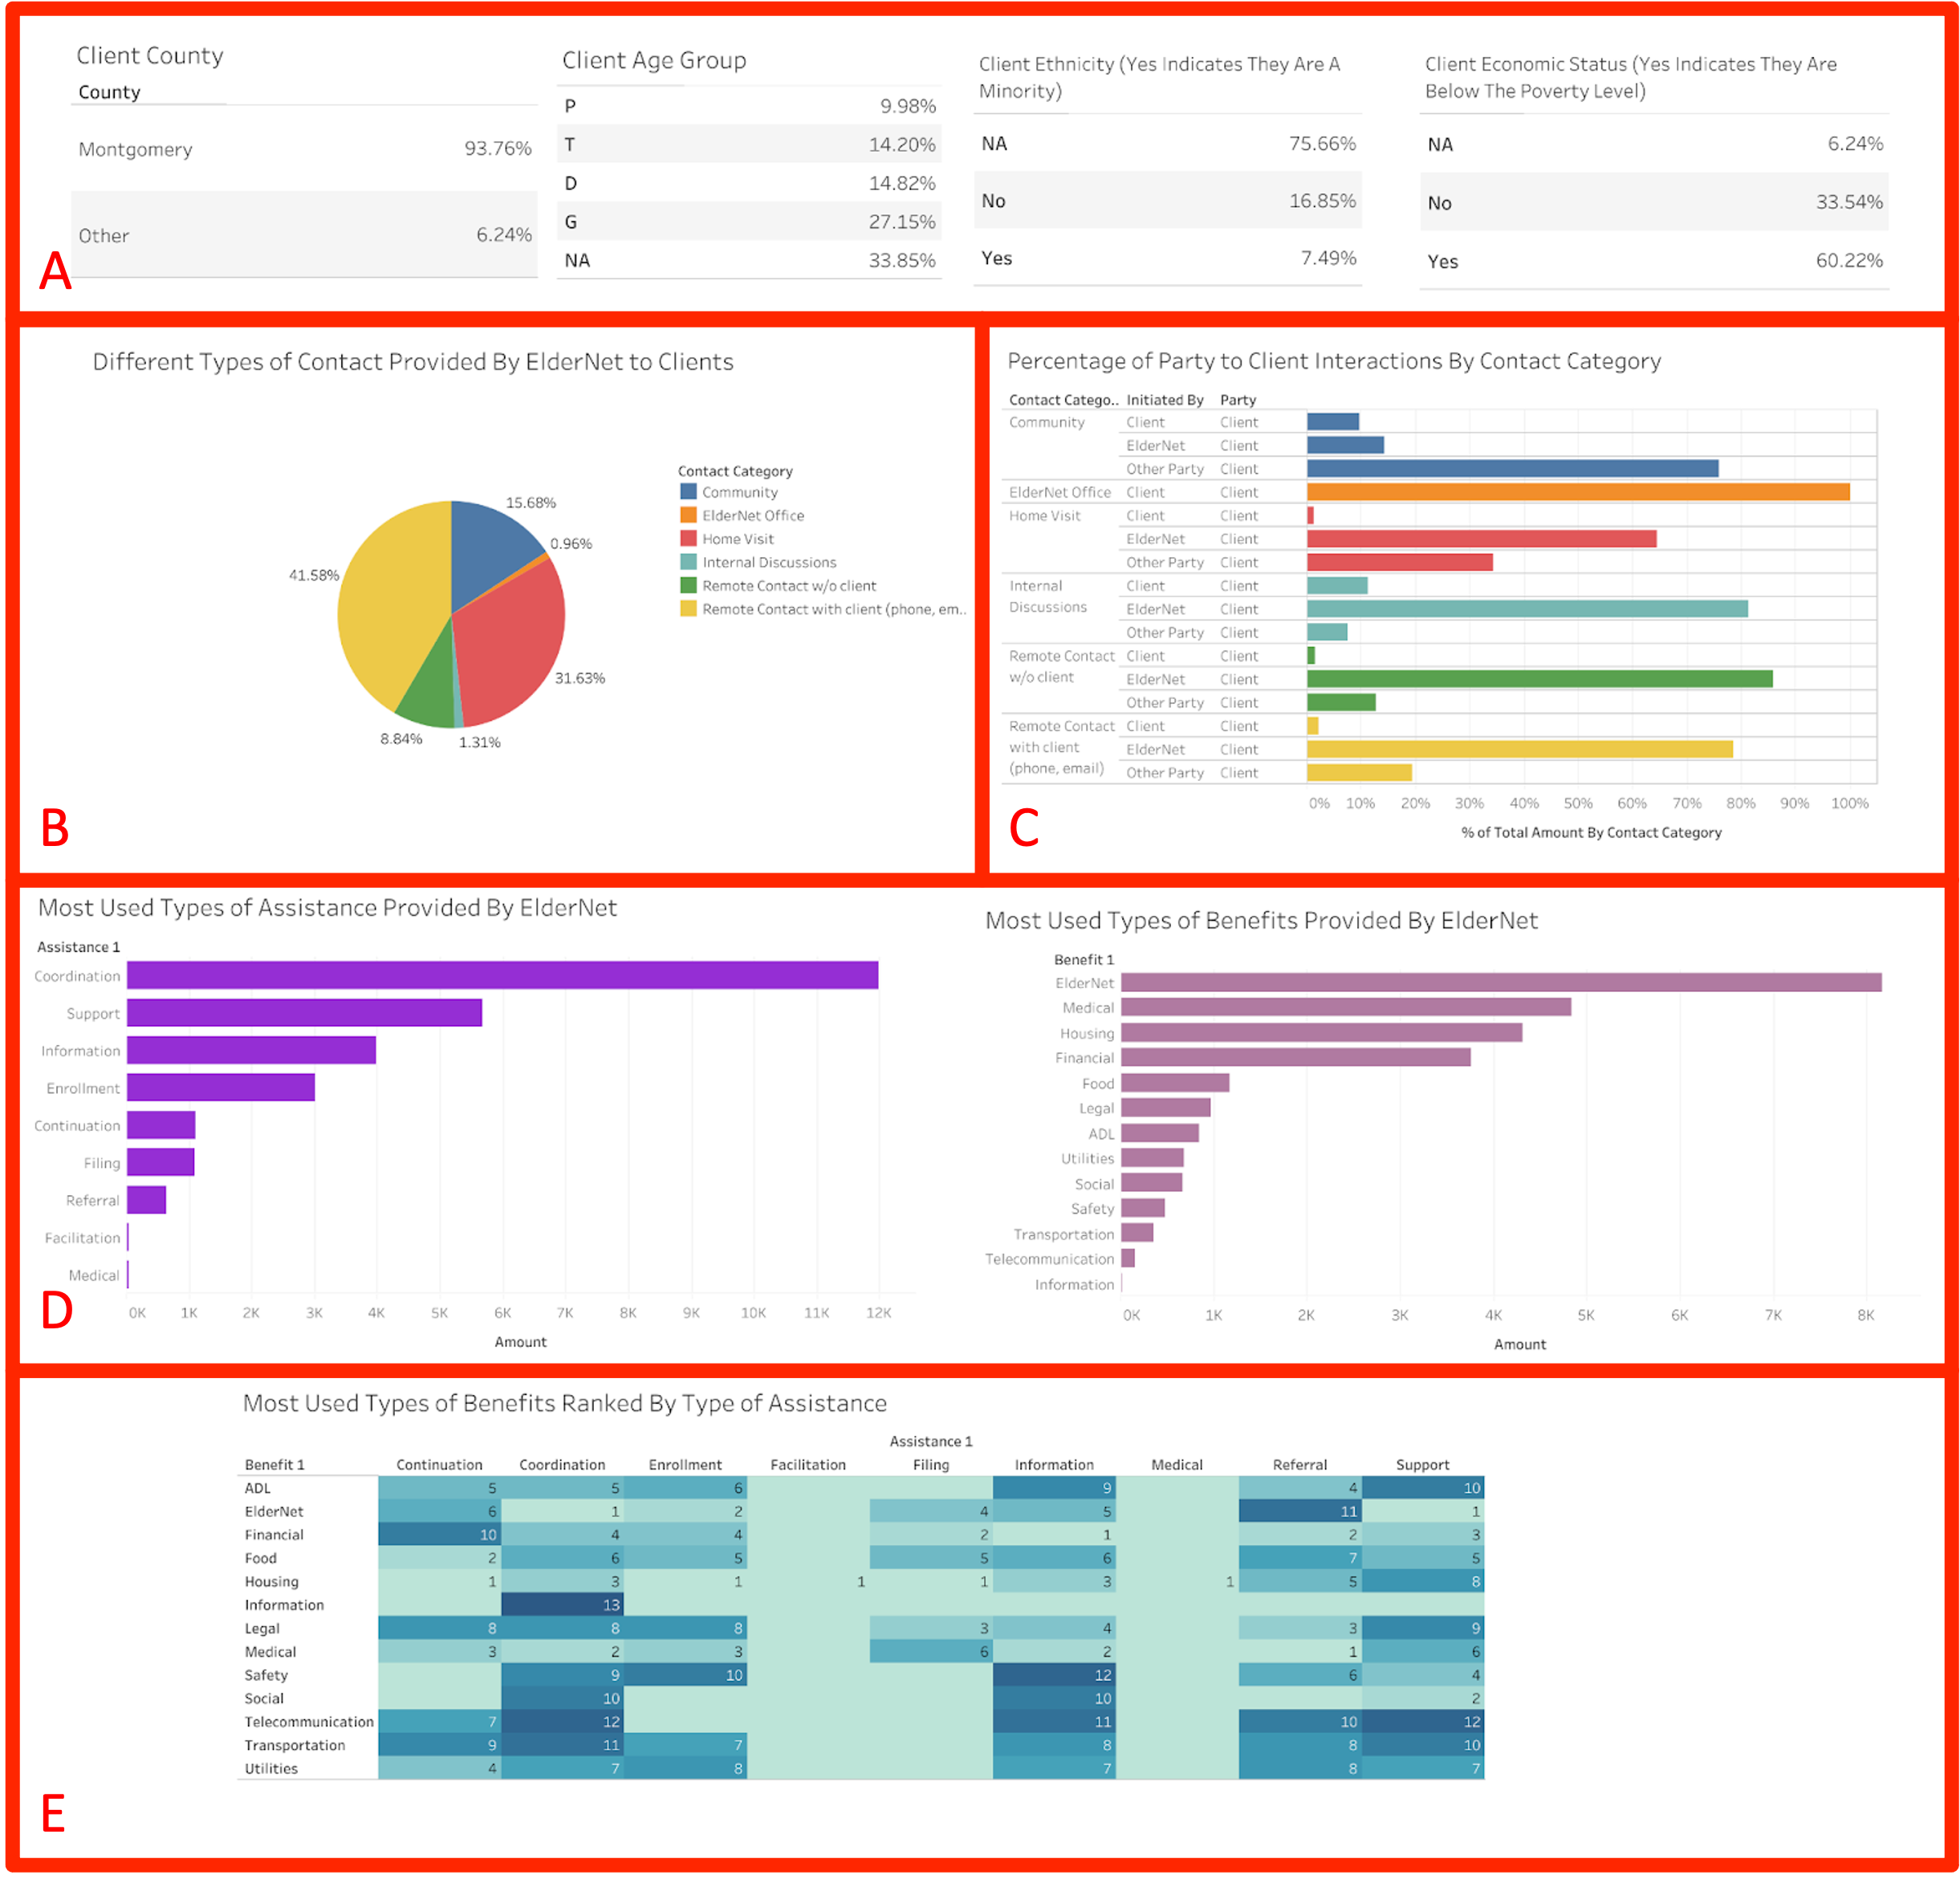 Client County
County
Montgomery 93.76%
Other 6.24%
Client Age Group
P 9.98%
T 14.20%
D 14.82%
G 27.15%
NA 33.85%
Client Ethnicity (Yes Indicates They Are A
Minority)
NA 75.66%
No 16.85%
Yes 7.49%
Client Economic Status (Yes Indicates They Are
Below The Poverty Level)
NA 6.24%
No 33.54%
Yes 60.22%
A
Different Types of Contact Provided By ElderNet to Clients
15.68%
0.96%
31.63%
1.31%
8.84%
41.58%
Contact Category
Community
ElderNet Office
Home Visit
Internal Discussions
Remote Contact w/o client
Remote Contact with client (phone, em..
B
Percentage of Party to Client Interactions By Contact Category
Contact Catego.. Initiated By Party
Community Client Client
ElderNet Client
Other Party Client
ElderNet Office Client Client
Home Visit Client Client
ElderNet Client
Other Party Client
Internal Client Client
Discussions ElderNet Client
Other Party Client
Remote Contact Client Client
w/o client ElderNet Client
Other Party Client
Remote Contact Client Client
with client ElderNet Client
(phone, email) Other Party Client
0% 10% 20% 30% 40% 50% 60% 70% 80% 90% 100%
% of Total Amount By Contact Category
C
Most Used Types of Assistance Provided By ElderNet
Assistance 1
Coordination
Support
Information
Enrollment
Continuation
Filing
Referral
Facilitation
Medical
0K 1K 2K 3K 4K 5K 6K 7K 8K 9K 10K 11K 12K
Amount
D
Most Used Types of Benefits Provided By ElderNet
Benefit 1
ElderNet
Medical
Housing
Financial
Food
Legal
ADL
Utilities
Social
Safety
Transportation
Telecommunication
Information
0K 1K 2K 3K 4K 5K 6K 7K 8K
Amount
Most Used Types of Benefits Ranked By Type of Assistance
Assistance 1
Benefit 1 Continuation Coordination Enrollment Facilitation Filing Information Medical Referral Support
ADL 5 5 6 9 4 10
ElderNet 6 1 2 4 5 11 1
Financial 10 4 4 2 1 2 3
Food 2 6 5 5 6 7 5
Housing 1 3 1 1 1 3 1 5 8
Information 13
Legal 8 8 8 3 4 3 9
Medical 3 2 3 6 2 1 6
Safety 9 10 12 6 4
Social 10 10 2
Telecommunication 7 12 11 10 12
Transportation 9 11 7 8 8 10
Utilities 4 7 8 7 8 7
E